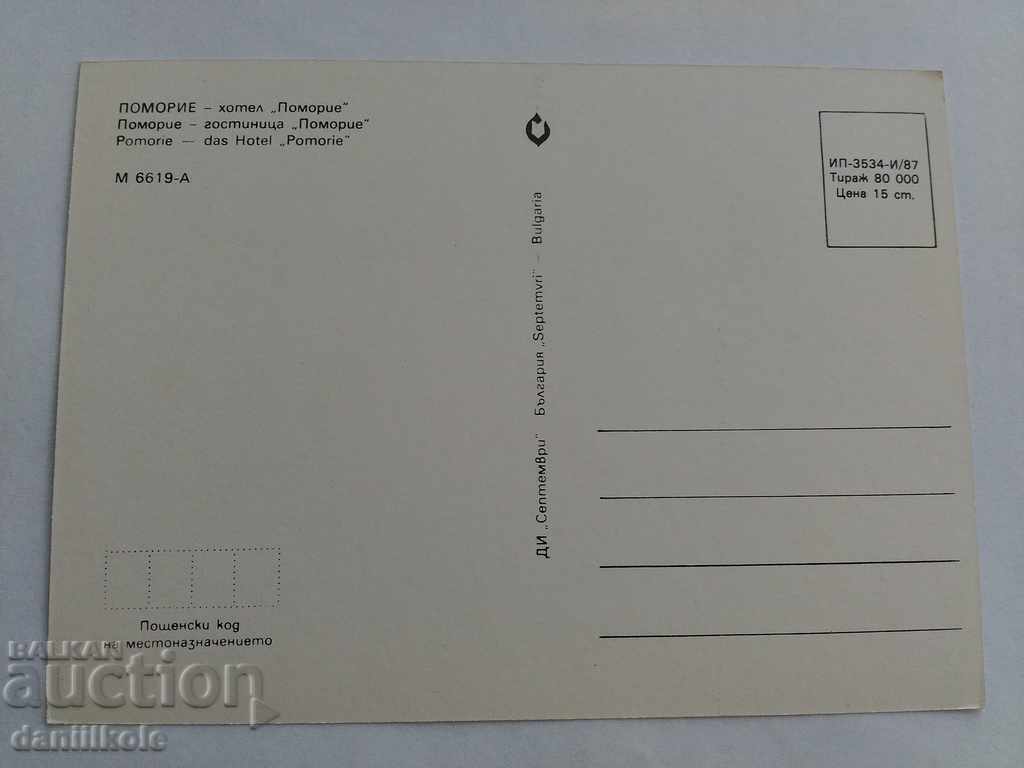 ПОМОРИЕ – хотел „Поморие"
Поморие – гостиница „Поморие"
Pomorie — das Hotel „Pomorie"
М 6619-А
ИП-3534-И/87
Тираж 80 000
Цена 15 ст.
ДИ „Септември" България „Septemvri" – Bulgaria
Пощенски код
на местоназначението
BALKAN
auction
daniilkole